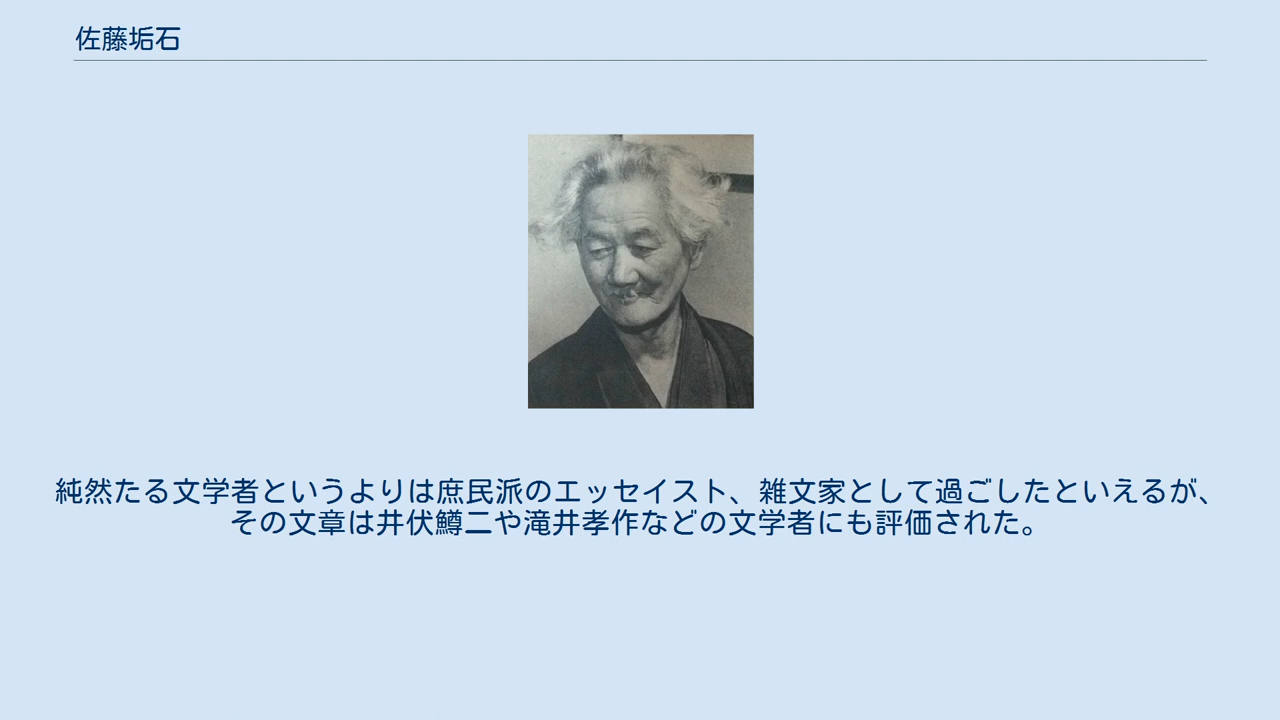 佐藤垢石
純然たる文学者というよりは庶民派のエッセイスト、雑文家として過ごしたといえるが、
その文章は井伏鱒二や滝井孝作などの文学者にも評価された。